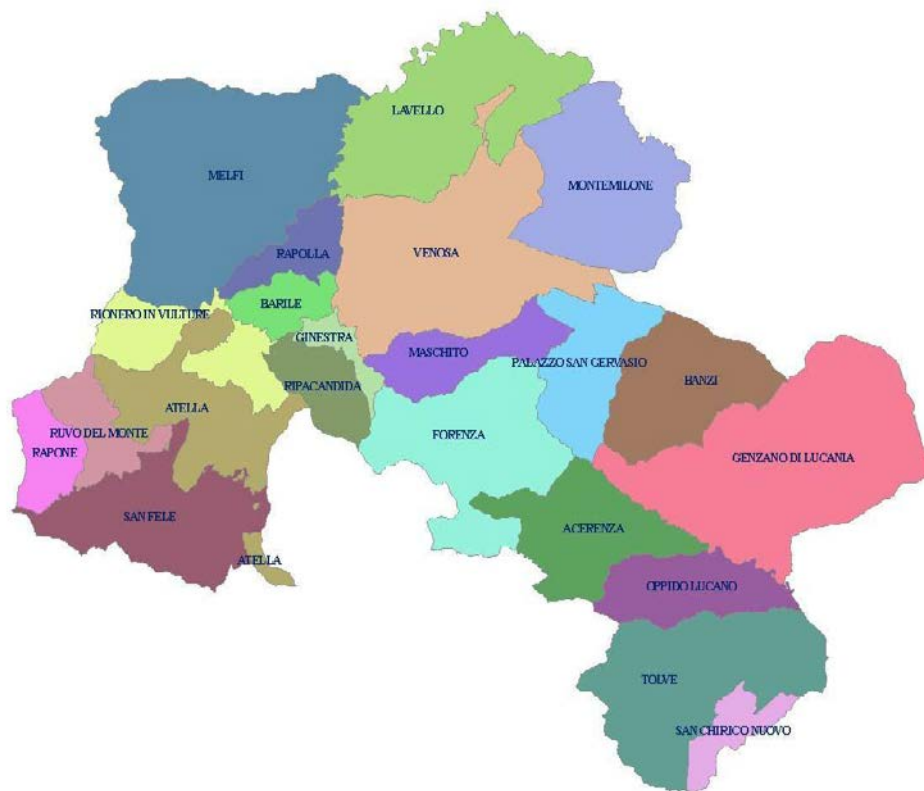 LAVELLO
MELFI
MONTEMILONE
VENOSA
RAPOLLA
BARILE
RIONERO IN VULTURE
GINESTRA
MASCHITO
PALAZZO SAN GERVASIO
BANZI
RIPACANDIDA
ATELLA
RUVO DEL MONTE
RAPONE
FORENZA
GENZANO DI LUCANIA
SAN FELE
ACERENZA
ATELLA
OPPIDO LUCANO
TOLVE
SAN CHIRICO NUOVO